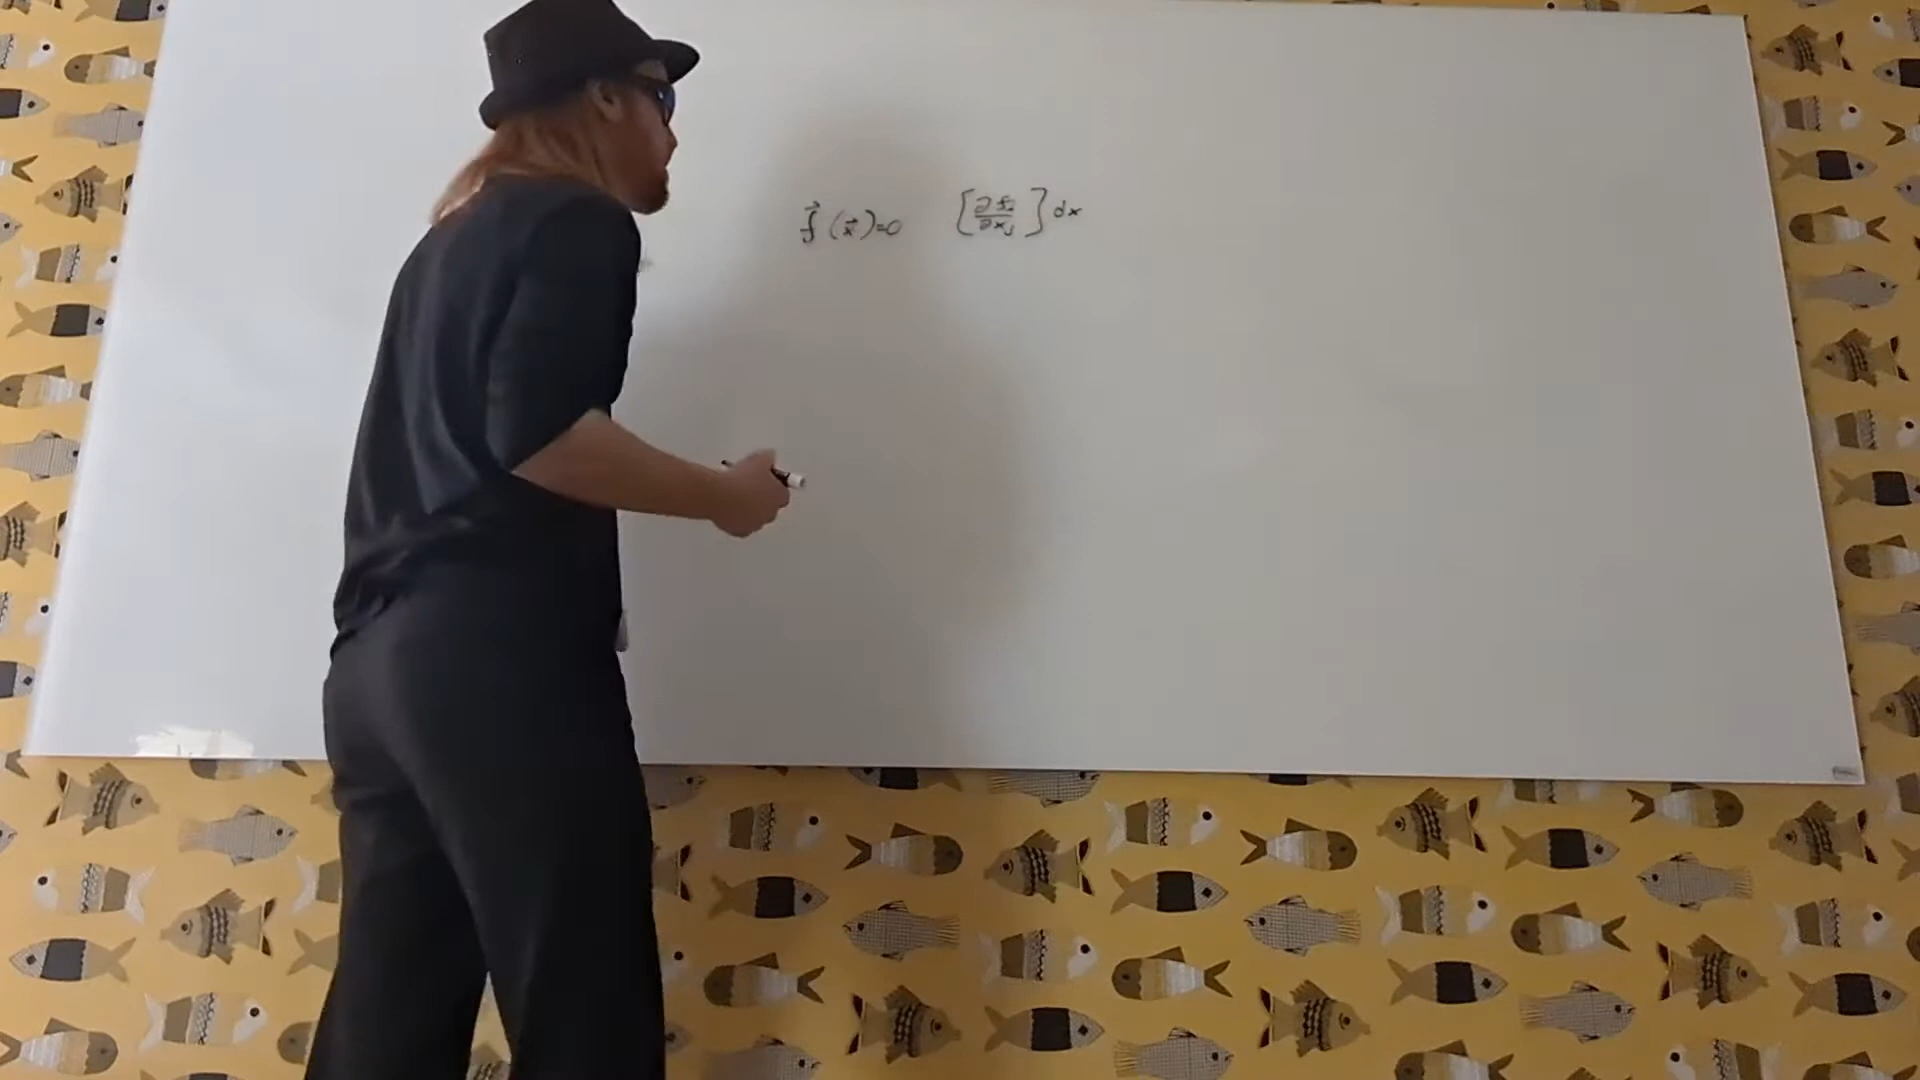 f⃗ (x⃗)=0 [∂fᵢ/∂xⱼ] dx